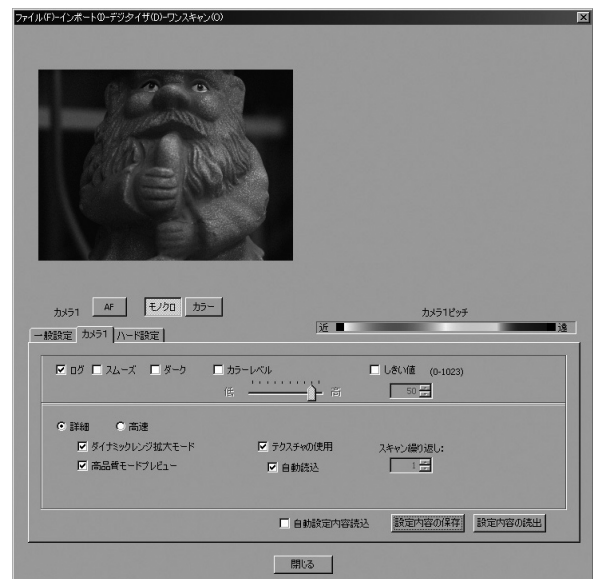 ファイル(F)-インポート(I)-デジタイザ(D)-ワンスキャン(O)
カメラ1 AF モノクロ カラー
カメラ1ピッチ
近 遠
一般設定 カメラ1 ハード設定
ログ スムーズ ダーク カラーレベル しきい値 (0-1023)
低 高 50
詳細 高速
ダイナミックレンジ拡大モード テクスチャの使用 スキャン繰り返し:
高品質モードプレビュー 自動読込 1
自動設定内容読込 設定内容の保存 設定内容の読出
閉じる